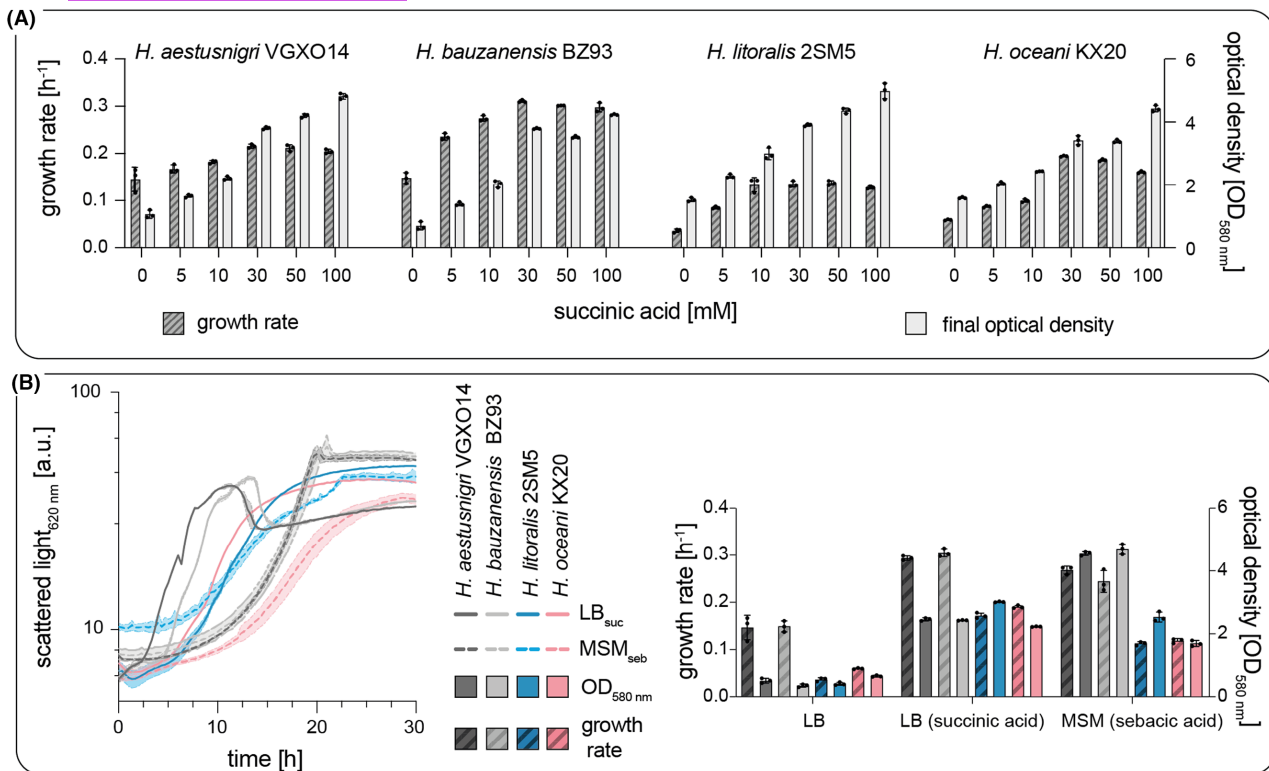 (A)
H. aestusnigri VGXO14
H. bauzanensis BZ93
H. litoralis 2SM5
H. oceani KX20
growth rate [h-1]
0.4
0.3
0.2
0.1
0.0
0 5 10 30 50 100
0 5 10 30 50 100
0 5 10 30 50 100
0 5 10 30 50 100
6
4
2
0
optical density [OD580 nm]
succinic acid [mM]
growth rate
final optical density
(B)
scattered light620 nm [a.u.]
100
10
0 10 20 30
time [h]
H. aestusnigri VGXO14
H. bauzanensis BZ93
H. litoralis 2SM5
H. oceani KX20
LBsuc
MSMseb
OD580 nm
growth
rate
growth rate [h-1]
0.4
0.3
0.2
0.1
0.0
LB
LB (succinic acid)
MSM (sebacic acid)
6
4
2
0
optical density [OD580 nm]